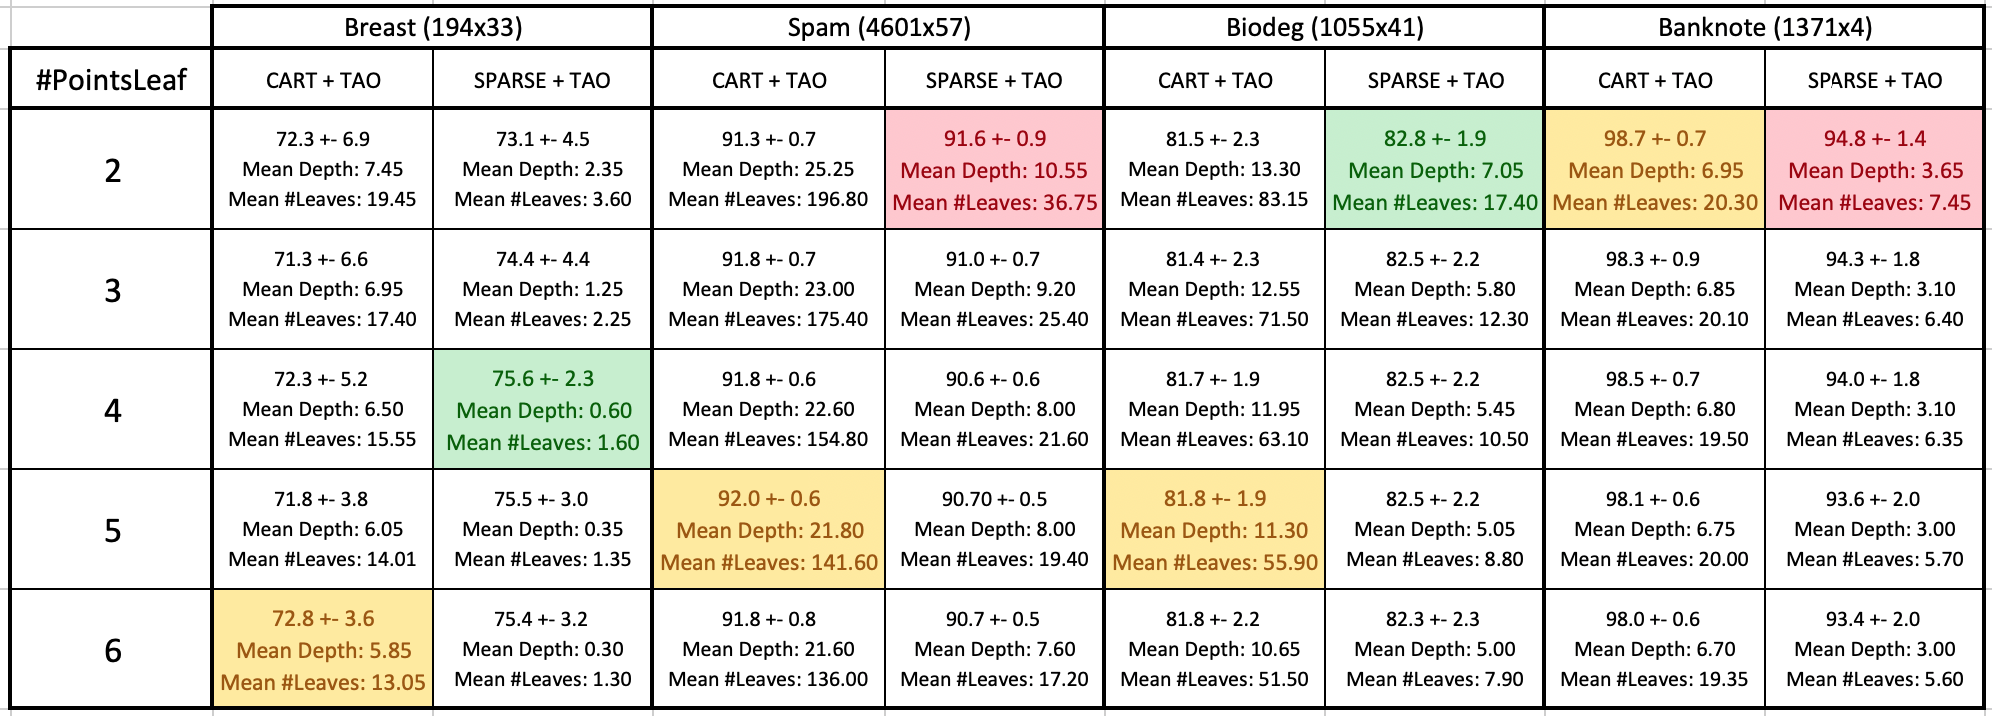 Breast (194x33) Spam (4601x57) Biodeg (1055x41) Banknote (1371x4)
#PointsLeaf CART + TAO SPARSE + TAO CART + TAO SPARSE + TAO CART + TAO SPARSE + TAO CART + TAO SPARSE + TAO
72.3 +- 6.9 73.1 +- 4.5 91.3 +- 0.7 91.6 +- 0.9 81.5 +- 2.3 82.8 +- 1.9 98.7 +- 0.7 94.8 +- 1.4
2 Mean Depth: 7.45 Mean Depth: 2.35 Mean Depth: 25.25 Mean Depth: 10.55 Mean Depth: 13.30 Mean Depth: 7.05 Mean Depth: 6.95 Mean Depth: 3.65
Mean #Leaves: 19.45 Mean #Leaves: 3.60 Mean #Leaves: 196.80 Mean #Leaves: 36.75 Mean #Leaves: 83.15 Mean #Leaves: 17.40 Mean #Leaves: 20.30 Mean #Leaves: 7.45
71.3 +- 6.6 74.4 +- 4.4 91.8 +- 0.7 91.0 +- 0.7 81.4 +- 2.3 82.5 +- 2.2 98.3 +- 0.9 94.3 +- 1.8
3 Mean Depth: 6.95 Mean Depth: 1.25 Mean Depth: 23.00 Mean Depth: 9.20 Mean Depth: 12.55 Mean Depth: 5.80 Mean Depth: 6.85 Mean Depth: 3.10
Mean #Leaves: 17.40 Mean #Leaves: 2.25 Mean #Leaves: 175.40 Mean #Leaves: 25.40 Mean #Leaves: 71.50 Mean #Leaves: 12.30 Mean #Leaves: 20.10 Mean #Leaves: 6.40
72.3 +- 5.2 75.6 +- 2.3 91.8 +- 0.6 90.6 +- 0.6 81.7 +- 1.9 82.5 +- 2.2 98.5 +- 0.7 94.0 +- 1.8
4 Mean Depth: 6.50 Mean Depth: 0.60 Mean Depth: 22.60 Mean Depth: 8.00 Mean Depth: 11.95 Mean Depth: 5.45 Mean Depth: 6.80 Mean Depth: 3.10
Mean #Leaves: 15.55 Mean #Leaves: 1.60 Mean #Leaves: 154.80 Mean #Leaves: 21.60 Mean #Leaves: 63.10 Mean #Leaves: 10.50 Mean #Leaves: 19.50 Mean #Leaves: 6.35
71.8 +- 3.8 75.5 +- 3.0 92.0 +- 0.6 90.70 +- 0.5 81.8 +- 1.9 82.5 +- 2.2 98.1 +- 0.6 93.6 +- 2.0
5 Mean Depth: 6.05 Mean Depth: 0.35 Mean Depth: 21.80 Mean Depth: 8.00 Mean Depth: 11.30 Mean Depth: 5.05 Mean Depth: 6.75 Mean Depth: 3.00
Mean #Leaves: 14.01 Mean #Leaves: 1.35 Mean #Leaves: 141.60 Mean #Leaves: 19.40 Mean #Leaves: 55.90 Mean #Leaves: 8.80 Mean #Leaves: 20.00 Mean #Leaves: 5.70
72.8 +- 3.6 75.4 +- 3.2 91.8 +- 0.8 90.7 +- 0.5 81.8 +- 2.2 82.3 +- 2.3 98.0 +- 0.6 93.4 +- 2.0
6 Mean Depth: 5.85 Mean Depth: 0.30 Mean Depth: 21.60 Mean Depth: 7.60 Mean Depth: 10.65 Mean Depth: 5.00 Mean Depth: 6.70 Mean Depth: 3.00
Mean #Leaves: 13.05 Mean #Leaves: 1.30 Mean #Leaves: 136.00 Mean #Leaves: 17.20 Mean #Leaves: 51.50 Mean #Leaves: 7.90 Mean #Leaves: 19.35 Mean #Leaves: 5.60